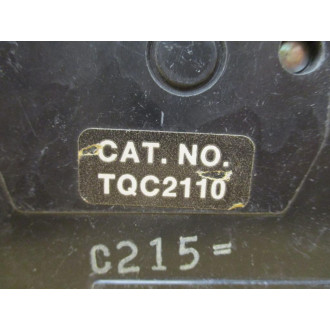 CAT. NO.
TQC2110
C215=